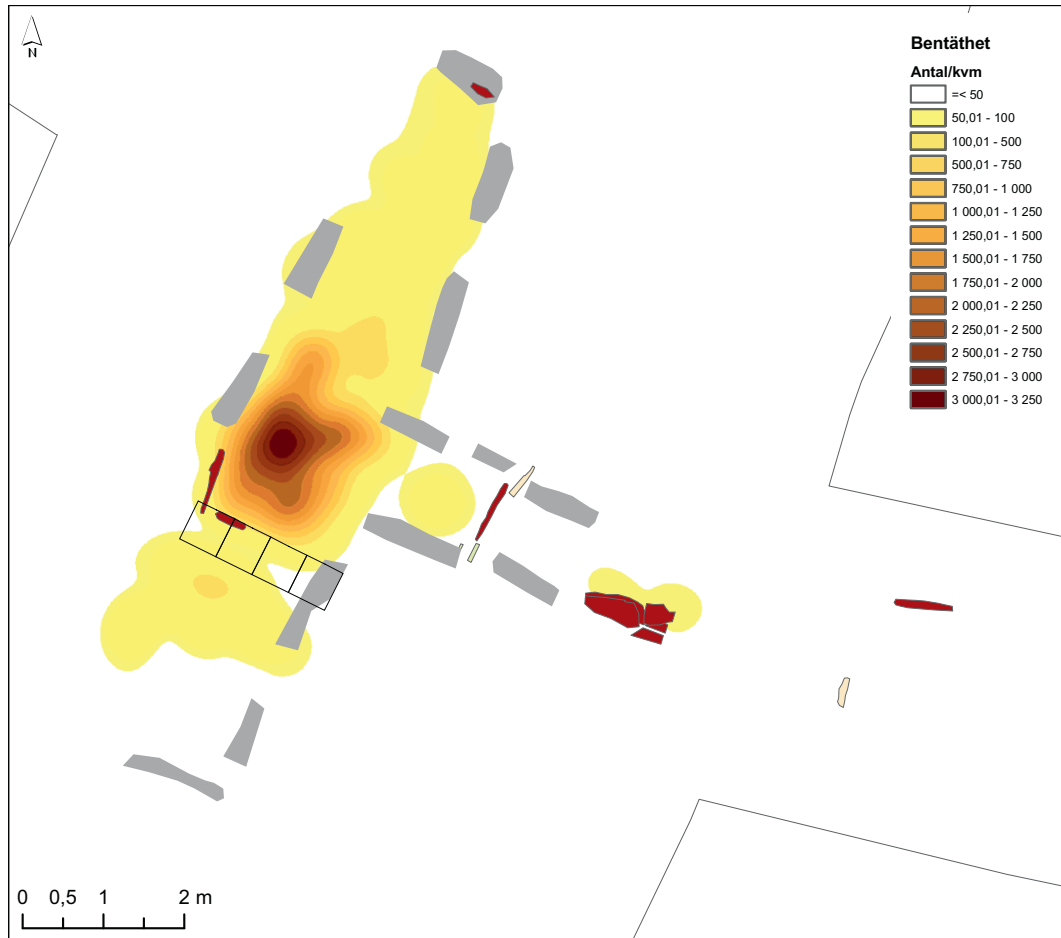 N
Bentäthet
Antal/kvm
=< 50
50,01 - 100
100,01 - 500
500,01 - 750
750,01 - 1 000
1 000,01 - 1 250
1 250,01 - 1 500
1 500,01 - 1 750
1 750,01 - 2 000
2 000,01 - 2 250
2 250,01 - 2 500
2 500,01 - 2 750
2 750,01 - 3 000
3 000,01 - 3 250
0 0,5 1 2 m